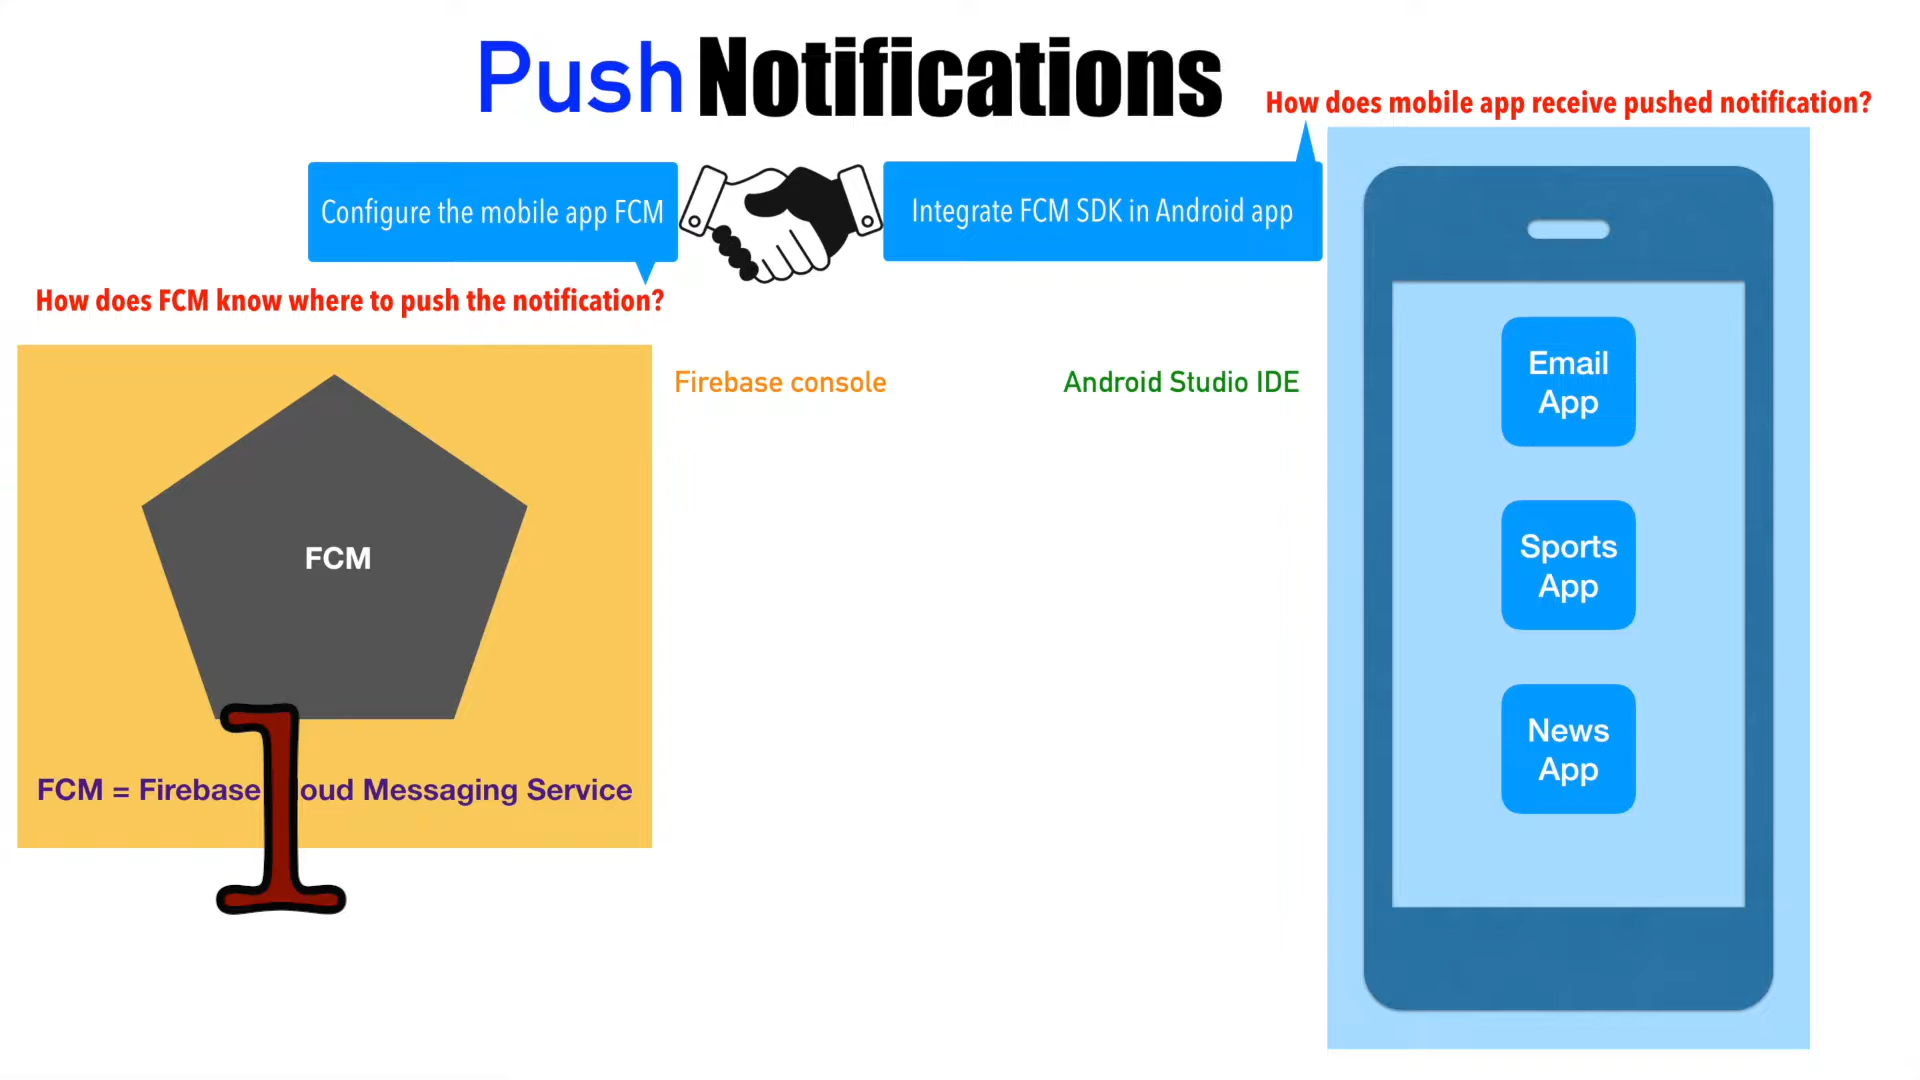 Push Notifications
How does mobile app receive pushed notification?
Configure the mobile app FCM
Integrate FCM SDK in Android app
How does FCM know where to push the notification?
Firebase console
Android Studio IDE
FCM
FCM = Firebase loud Messaging Service
1
Email
App
Sports
App
News
App